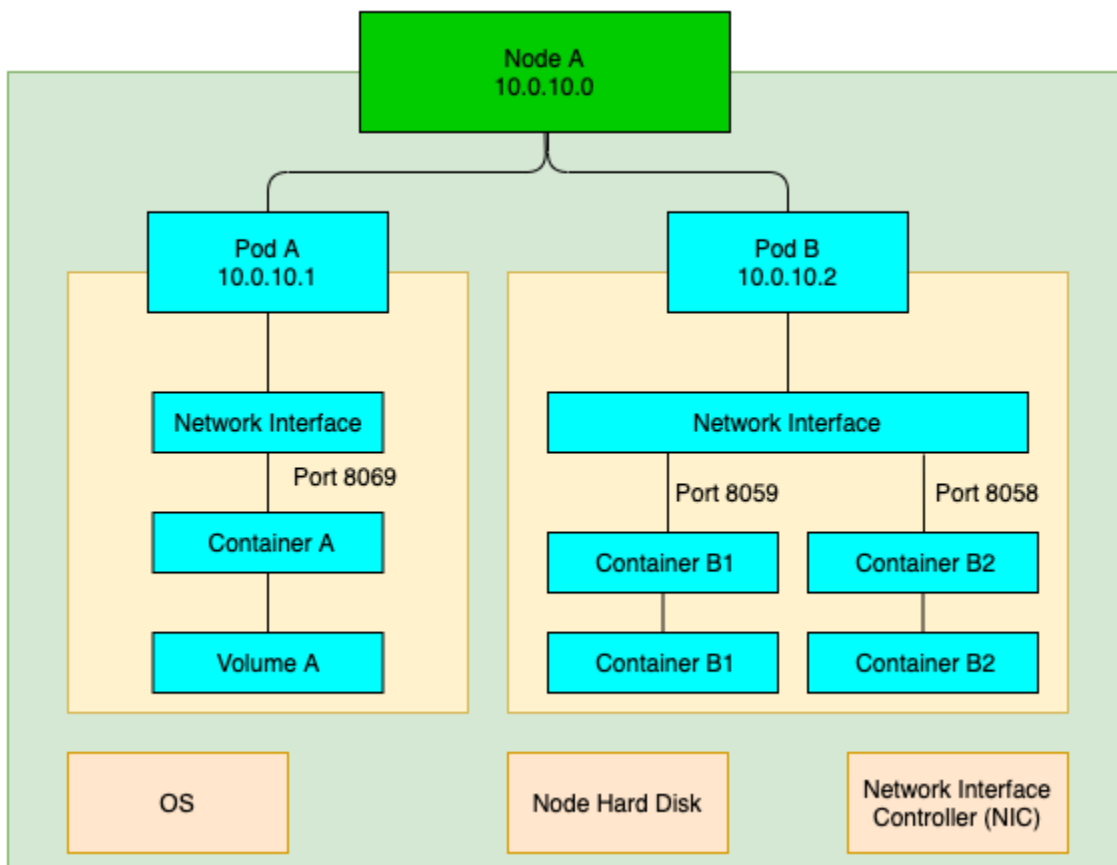 Node A
10.0.10.0
Pod A
10.0.10.1
Pod B
10.0.10.2
Network Interface
Network Interface
Port 8069
Port 8059
Port 8058
Container A
Container B1
Container B2
Volume A
Container B1
Container B2
OS
Node Hard Disk
Network Interface
Controller (NIC)